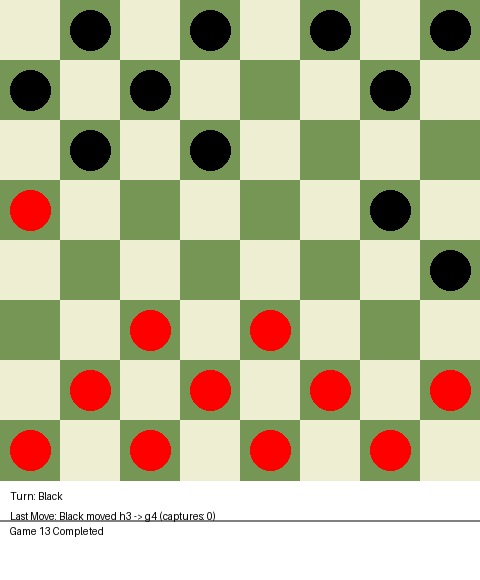 Turn: Black
Last Move: Black moved h3 -> g4 (captures: 0)
Game 13 Completed